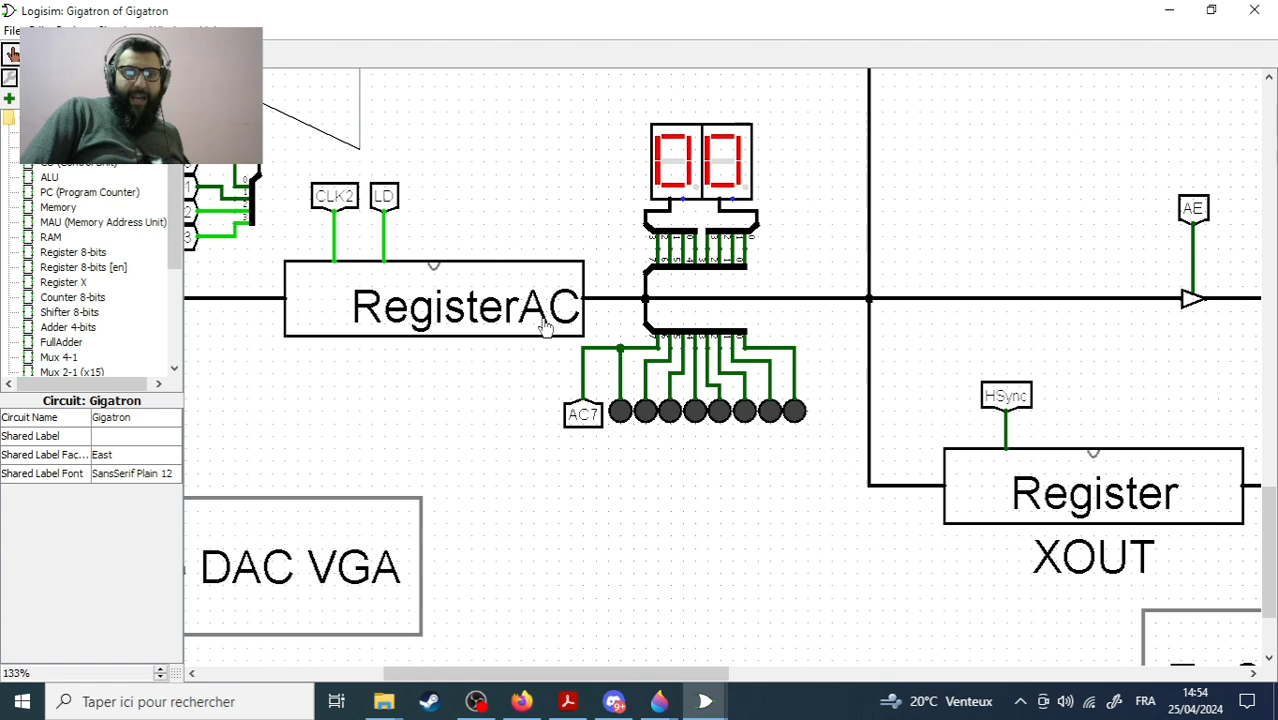 Logisim: Gigatron of Gigatron
ALU
PC (Program Counter)
Memory
MAU (Memory Address Unit)
RAM
Register 8-bits
Register 8-bits [en]
Register X
Counter 8-bits
Shifter 8-bits
Adder 4-bits
FullAdder
Mux 4-1
Mux 2-1 (x15)
Circuit: Gigatron
Circuit Name Gigatron
Shared Label
Shared Label Fac... East
Shared Label Font SansSerif Plain 12
133%
1
2
3
CLK2 LD
RegisterAC
00
AC7
AE
HSync
Register
XOUT
DAC VGA
Taper ici pour rechercher
20°C Venteux
FRA
14:54
25/04/2024